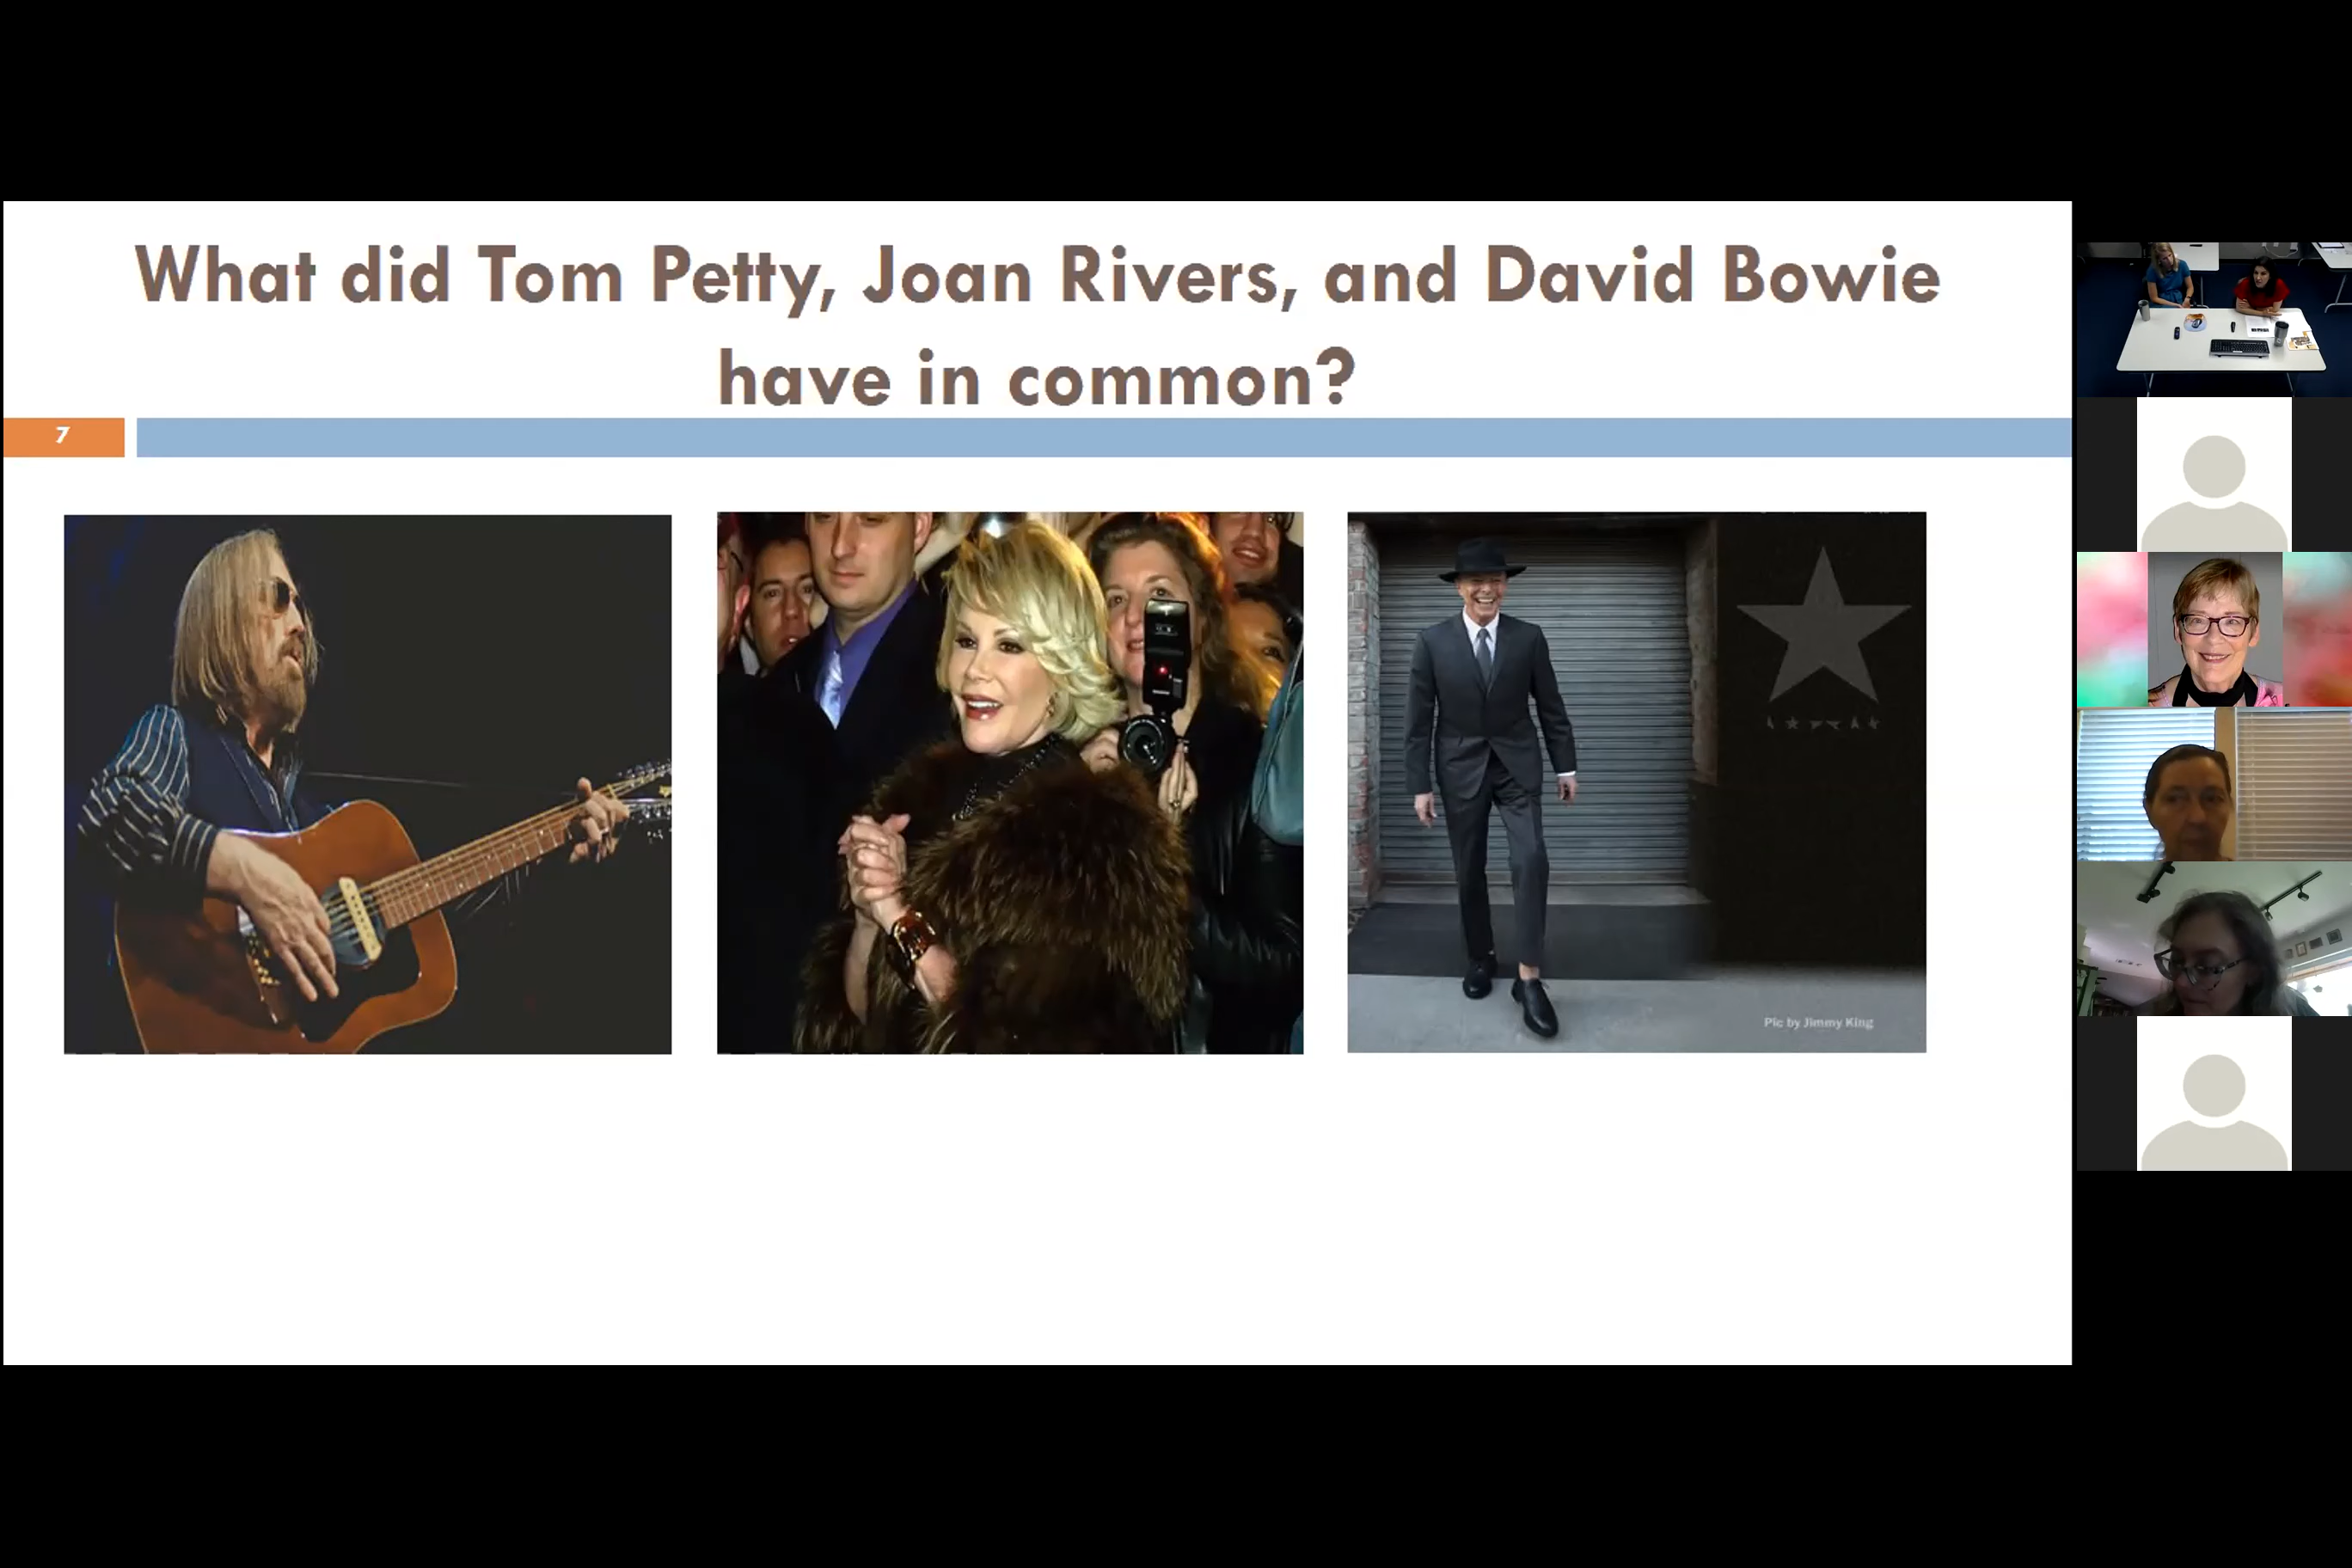 What did Tom Petty, Joan Rivers, and David Bowie
have in common?
7
Pic by Jimmy King